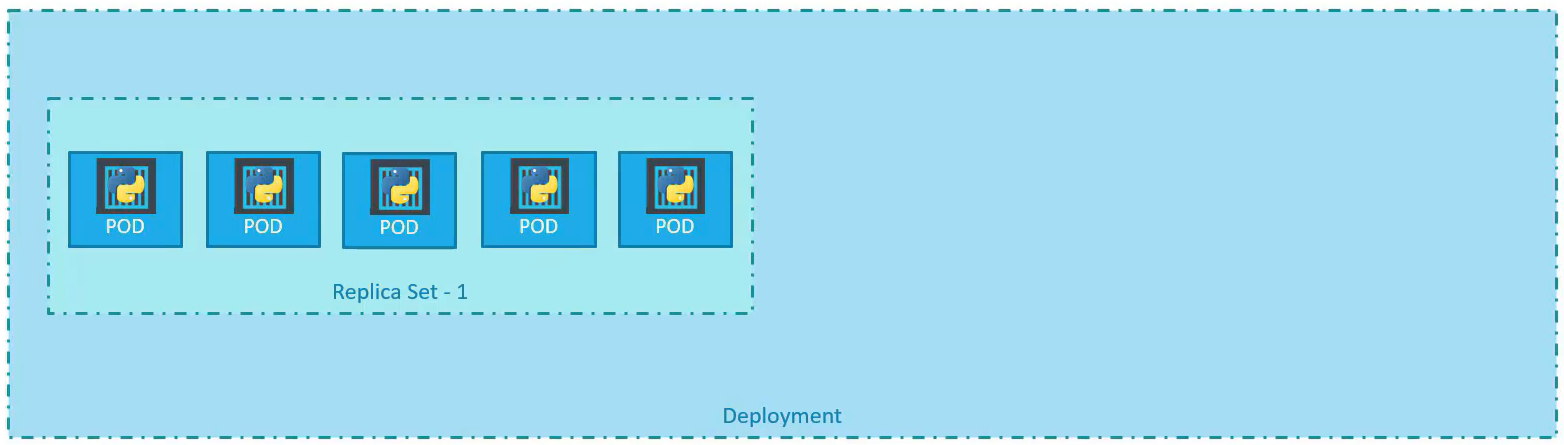 POD
POD
POD
POD
POD
Replica Set - 1
Deployment